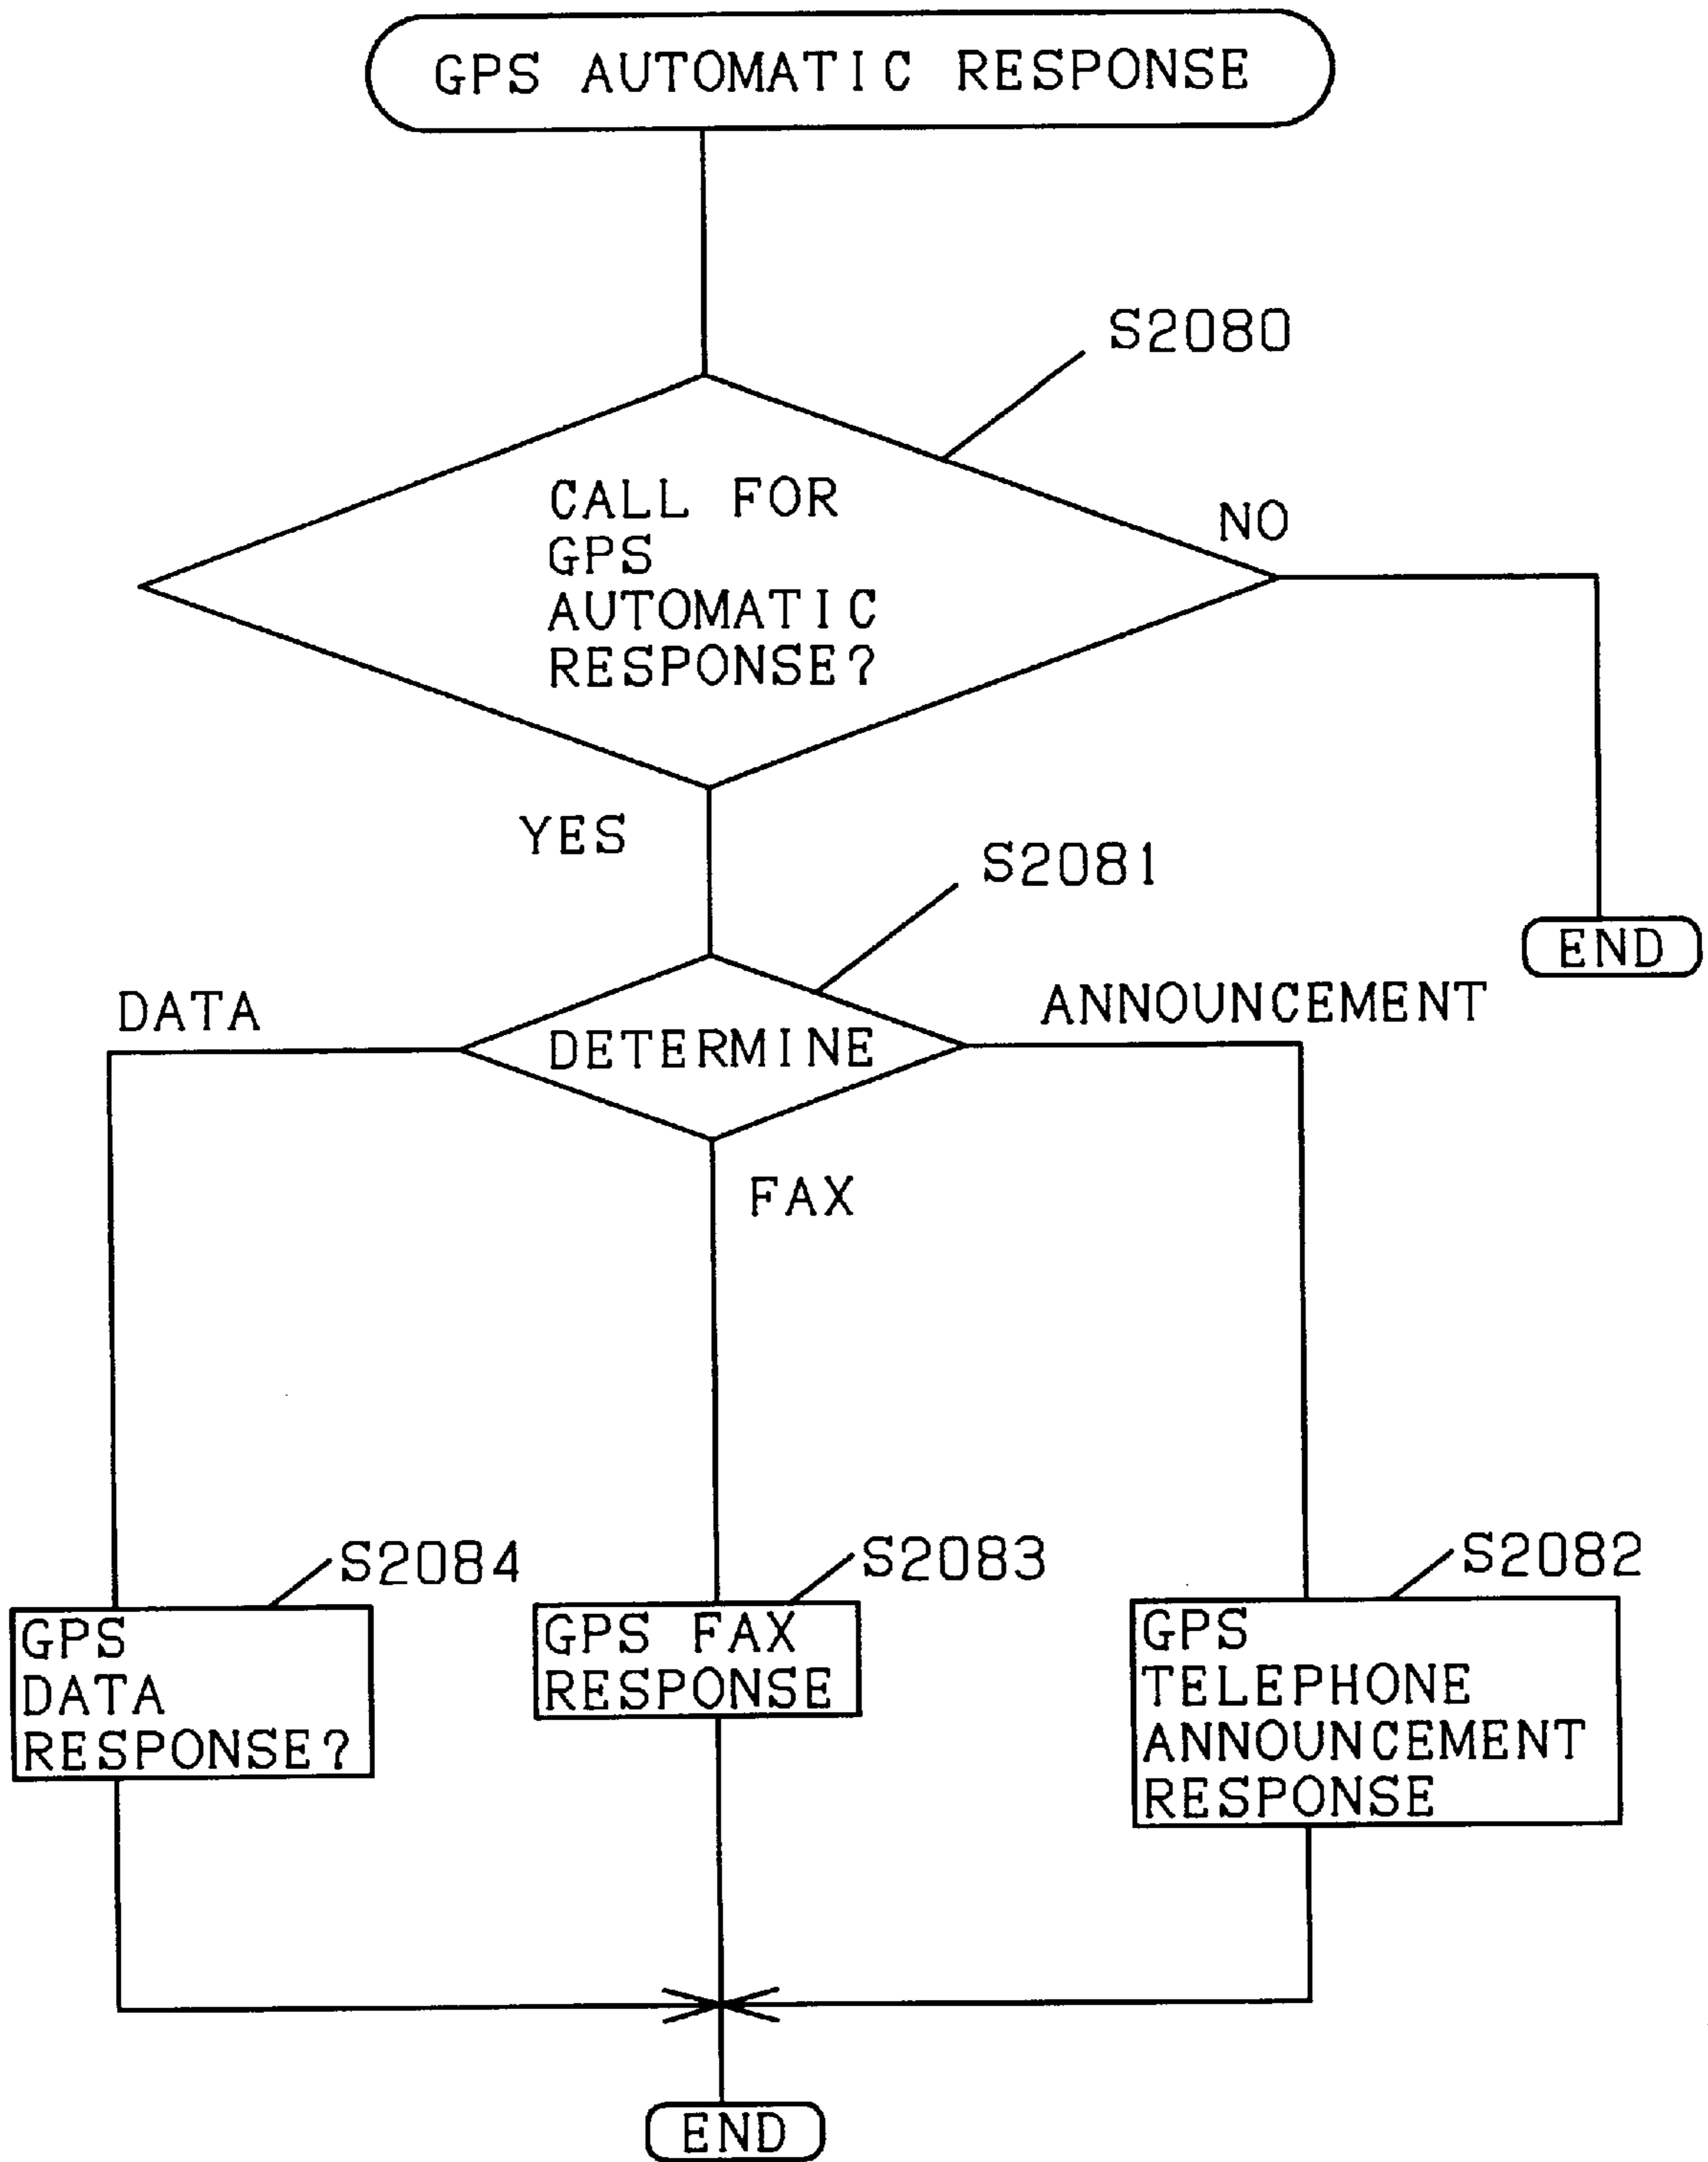 GPS AUTOMATIC RESPONSE
S2080
CALL FOR
GPS
AUTOMATIC
RESPONSE?
NO
YES
S2081
END
DATA
DETERMINE
ANNOUNCEMENT
FAX
S2084
GPS
DATA
RESPONSE?
S2083
GPS FAX
RESPONSE
S2082
GPS
TELEPHONE
ANNOUNCEMENT
RESPONSE
END